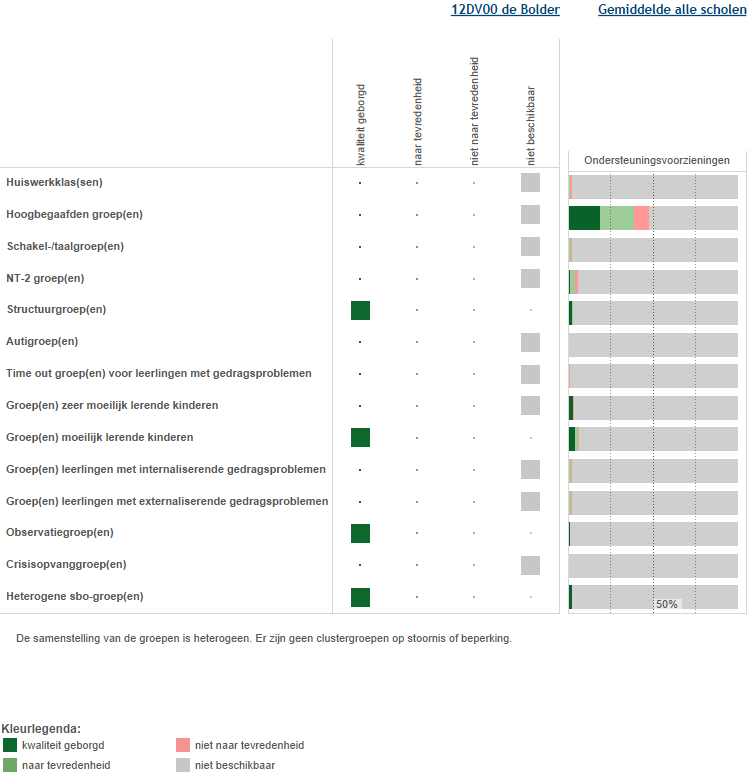 12DV00 de Bolder Gemiddelde alle scholen
kwaliteit geborgd
naar tevredenheid
niet naar tevredenheid
niet beschikbaar
Ondersteuningsvoorzieningen
Huiswerkklas(sen)
Hoogbegaafden groep(en)
Schakel-/taalgroep(en)
NT-2 groep(en)
Structuurgroep(en)
Autigroep(en)
Time out groep(en) voor leerlingen met gedragsproblemen
Groep(en) zeer moeilijk lerende kinderen
Groep(en) moeilijk lerende kinderen
Groep(en) leerlingen met internaliserende gedragsproblemen
Groep(en) leerlingen met externaliserende gedragsproblemen
Observatiegroep(en)
Crisisopvanggroep(en)
Heterogene sbo-groep(en)
50%
De samenstelling van de groepen is heterogeen. Er zijn geen clustergroepen op stoornis of beperking.
Kleurlegenda:
kwaliteit geborgd niet naar tevredenheid
naar tevredenheid niet beschikbaar